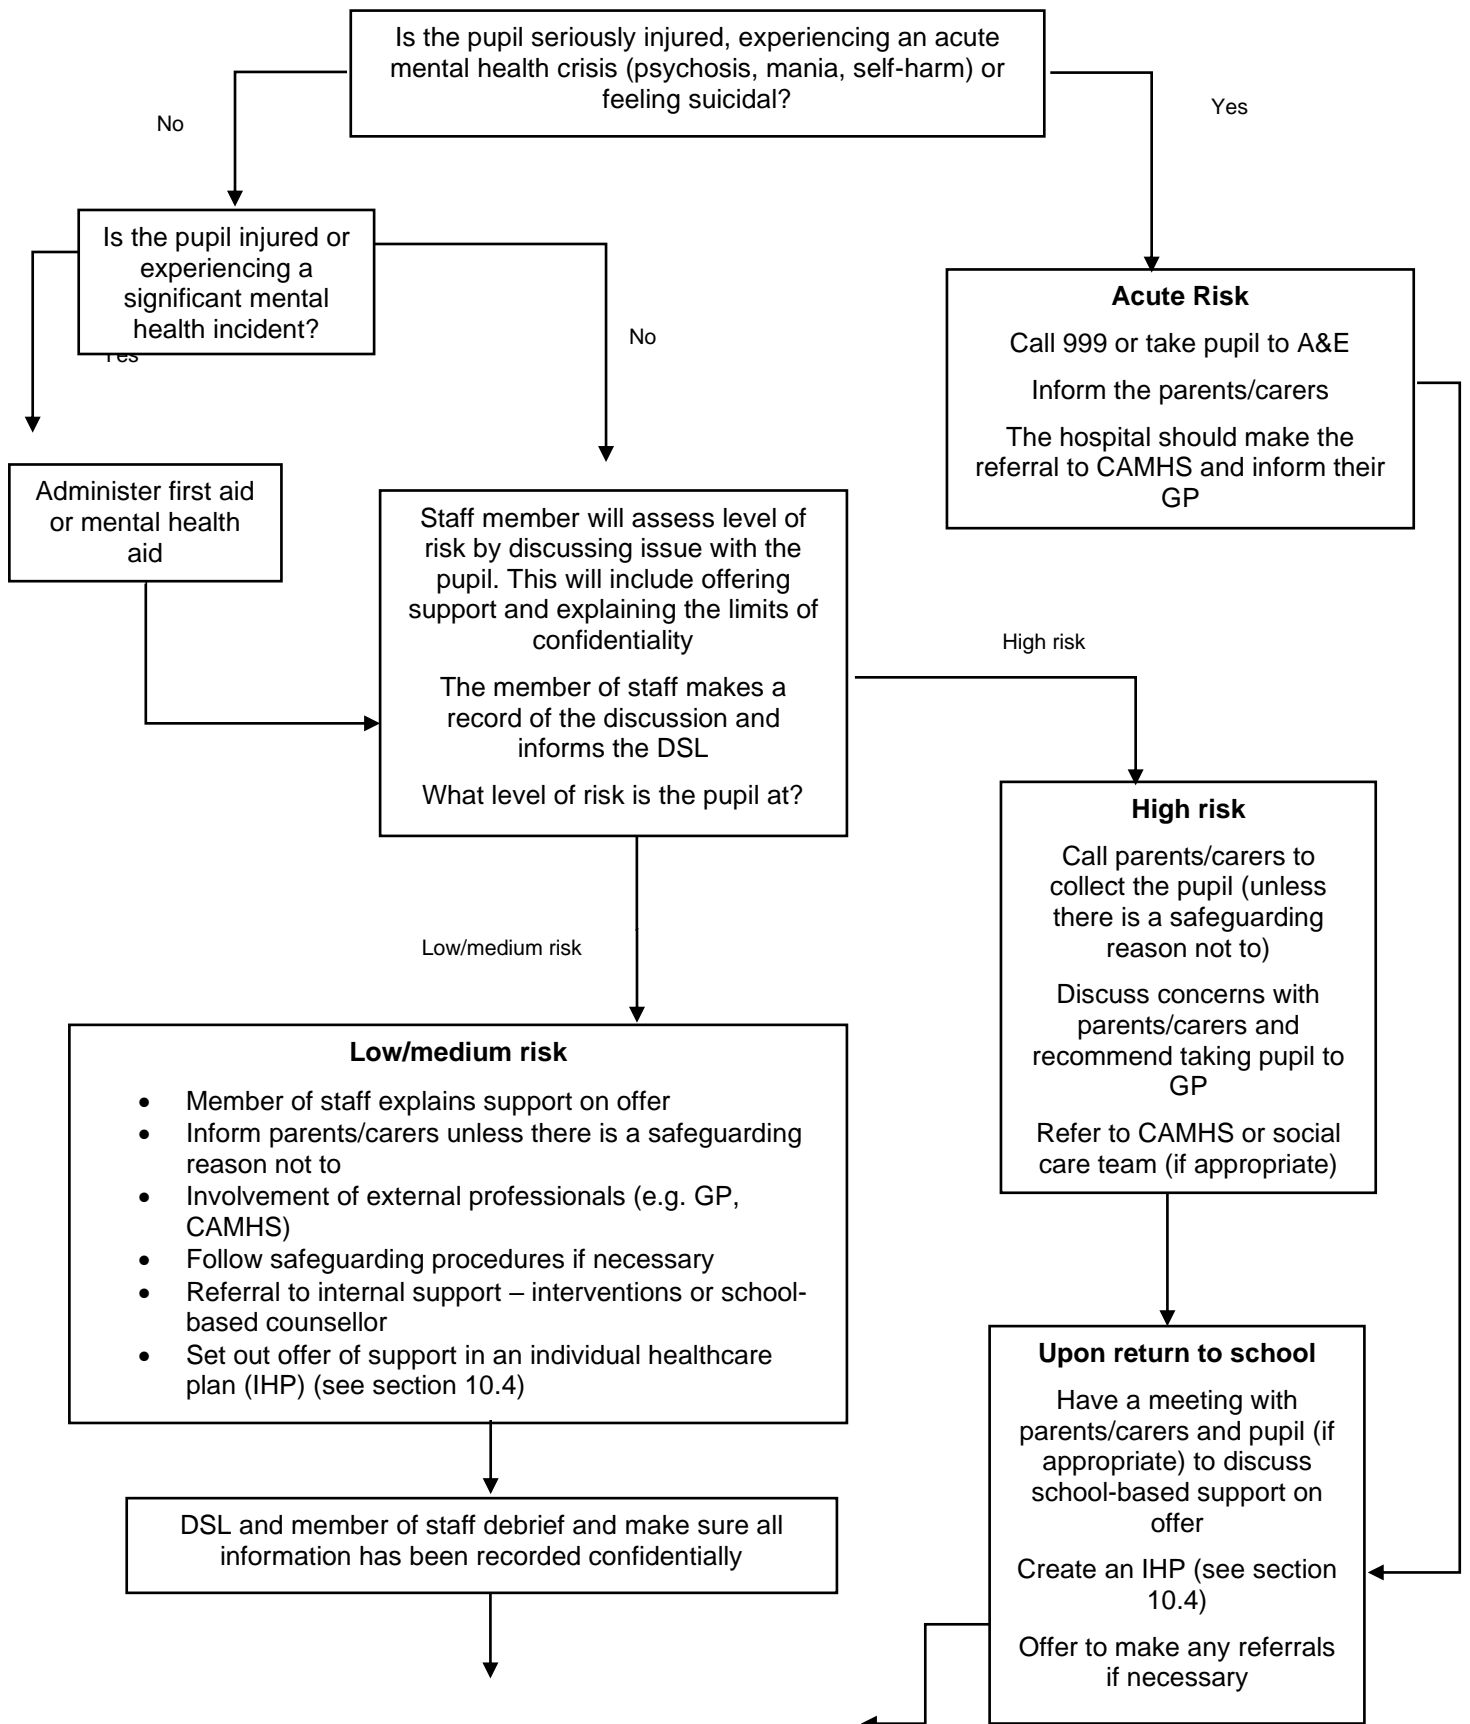 Is the pupil seriously injured, experiencing an acute
mental health crisis (psychosis, mania, self-harm) or
feeling suicidal?
No
Yes
Is the pupil injured or
experiencing a
significant mental
health incident?
Yes
No
Acute Risk
Call 999 or take pupil to A&E
Inform the parents/carers
The hospital should make the
referral to CAMHS and inform their
GP
Administer first aid
or mental health
aid
Staff member will assess level of
risk by discussing issue with the
pupil. This will include offering
support and explaining the limits of
confidentiality
The member of staff makes a
record of the discussion and
informs the DSL
What level of risk is the pupil at?
High risk
High risk
Call parents/carers to
collect the pupil (unless
there is a safeguarding
reason not to)
Discuss concerns with
parents/carers and
recommend taking pupil to
GP
Refer to CAMHS or social
care team (if appropriate)
Low/medium risk
Low/medium risk
• Member of staff explains support on offer
• Inform parents/carers unless there is a safeguarding
reason not to
• Involvement of external professionals (e.g. GP,
CAMHS)
• Follow safeguarding procedures if necessary
• Referral to internal support – interventions or school-
based counsellor
• Set out offer of support in an individual healthcare
plan (IHP) (see section 10.4)
Upon return to school
Have a meeting with
parents/carers and pupil (if
appropriate) to discuss
school-based support on
offer
Create an IHP (see section
10.4)
Offer to make any referrals
if necessary
DSL and member of staff debrief and make sure all
information has been recorded confidentially